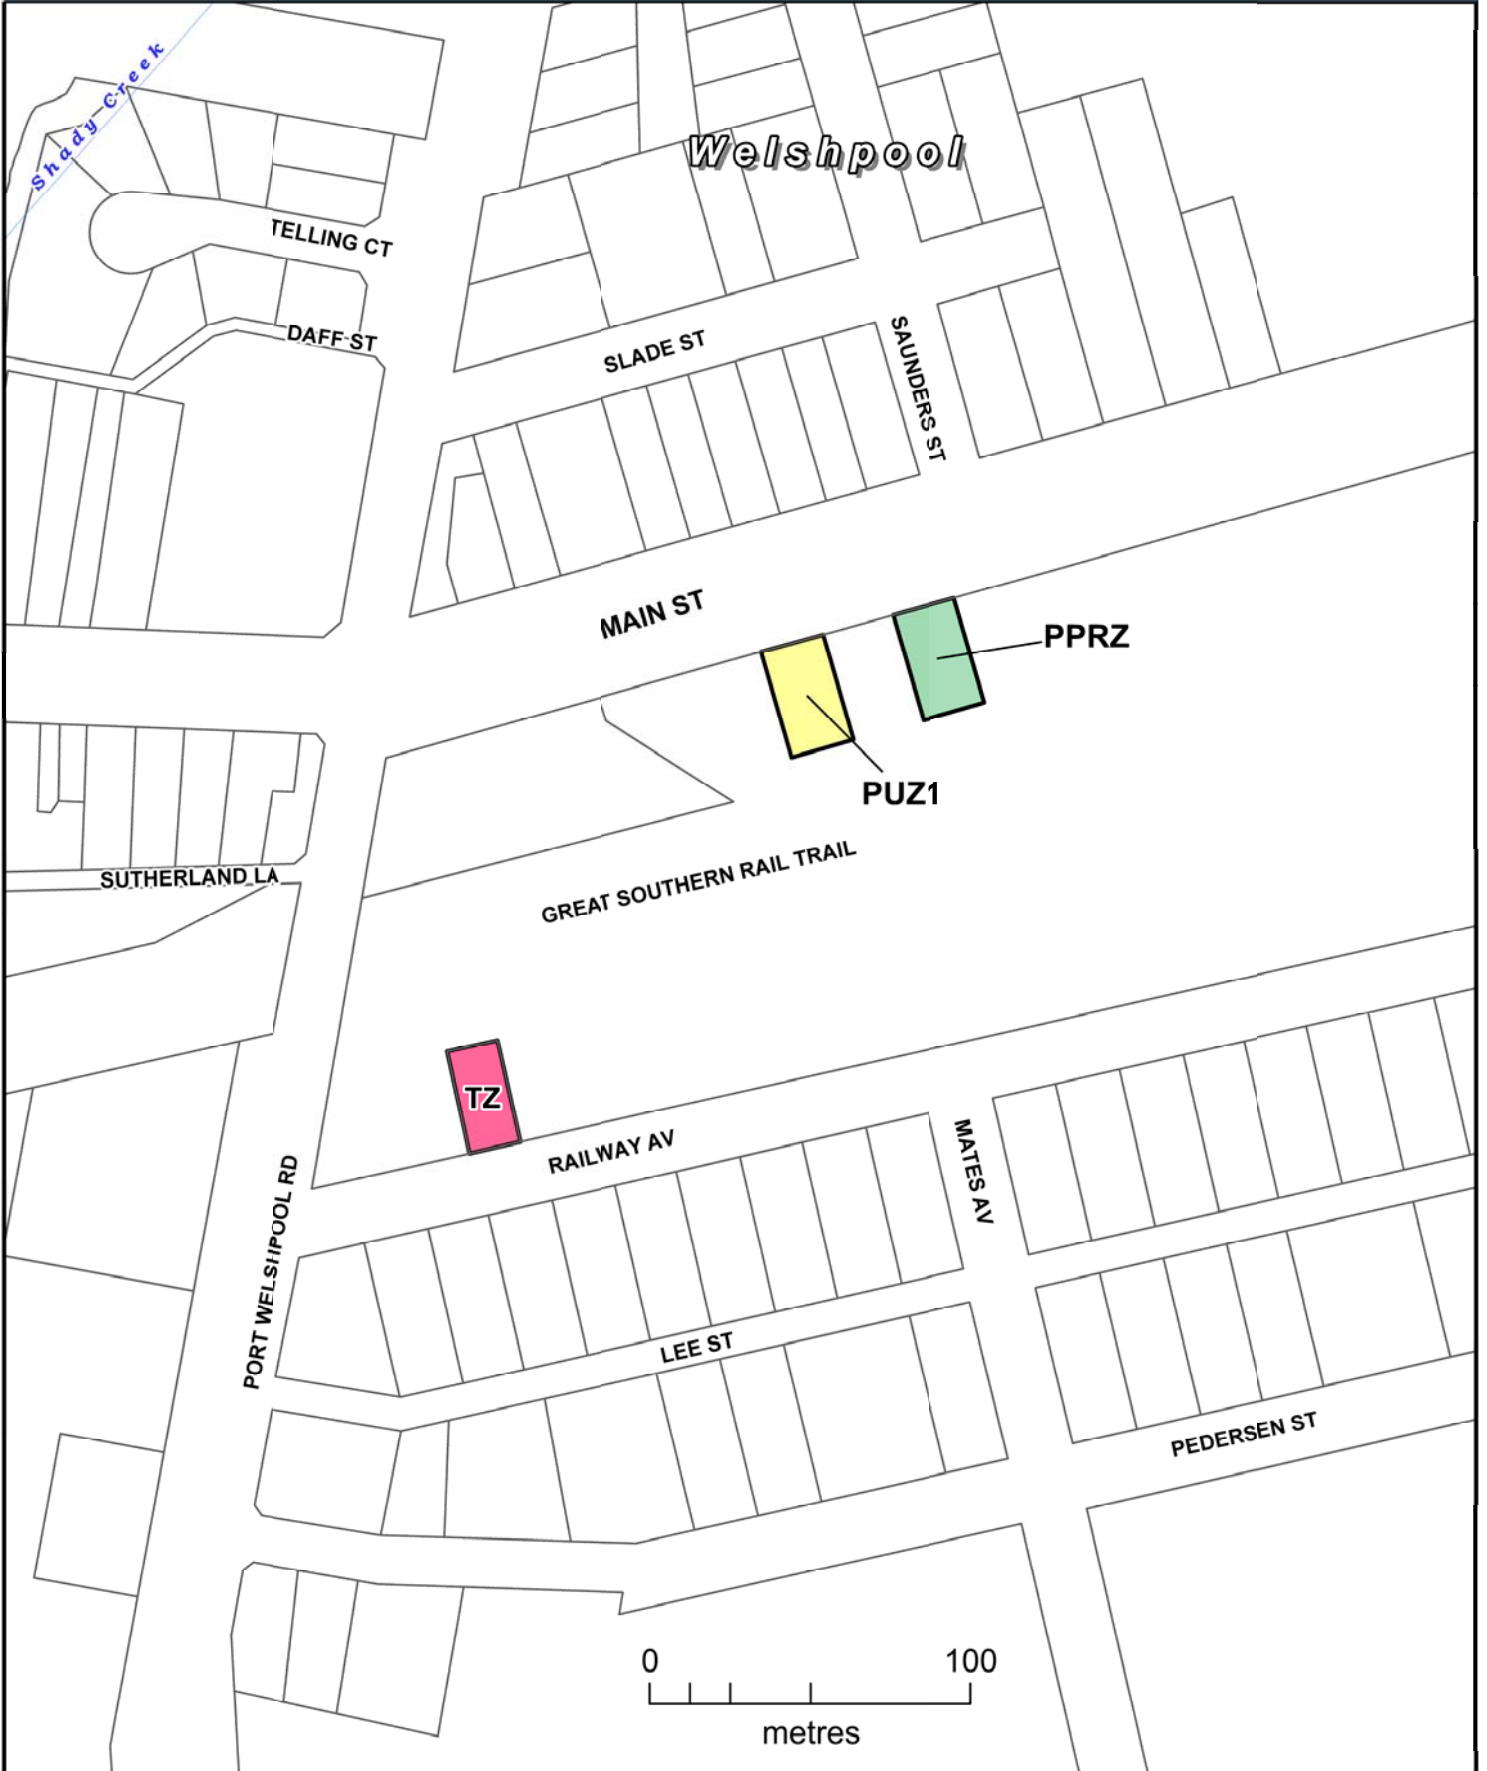 Shady Creek
Welshpool
TELLING CT
DAFF ST
SLADE ST
SAUNDERS ST
MAIN ST
PPRZ
PUZ1
GREAT SOUTHERN RAIL TRAIL
SUTHERLAND LA
TZ
RAILWAY AV
MATES AV
PORT WELSHPOOL RD
LEE ST
PEDERSEN ST
0 100
metres